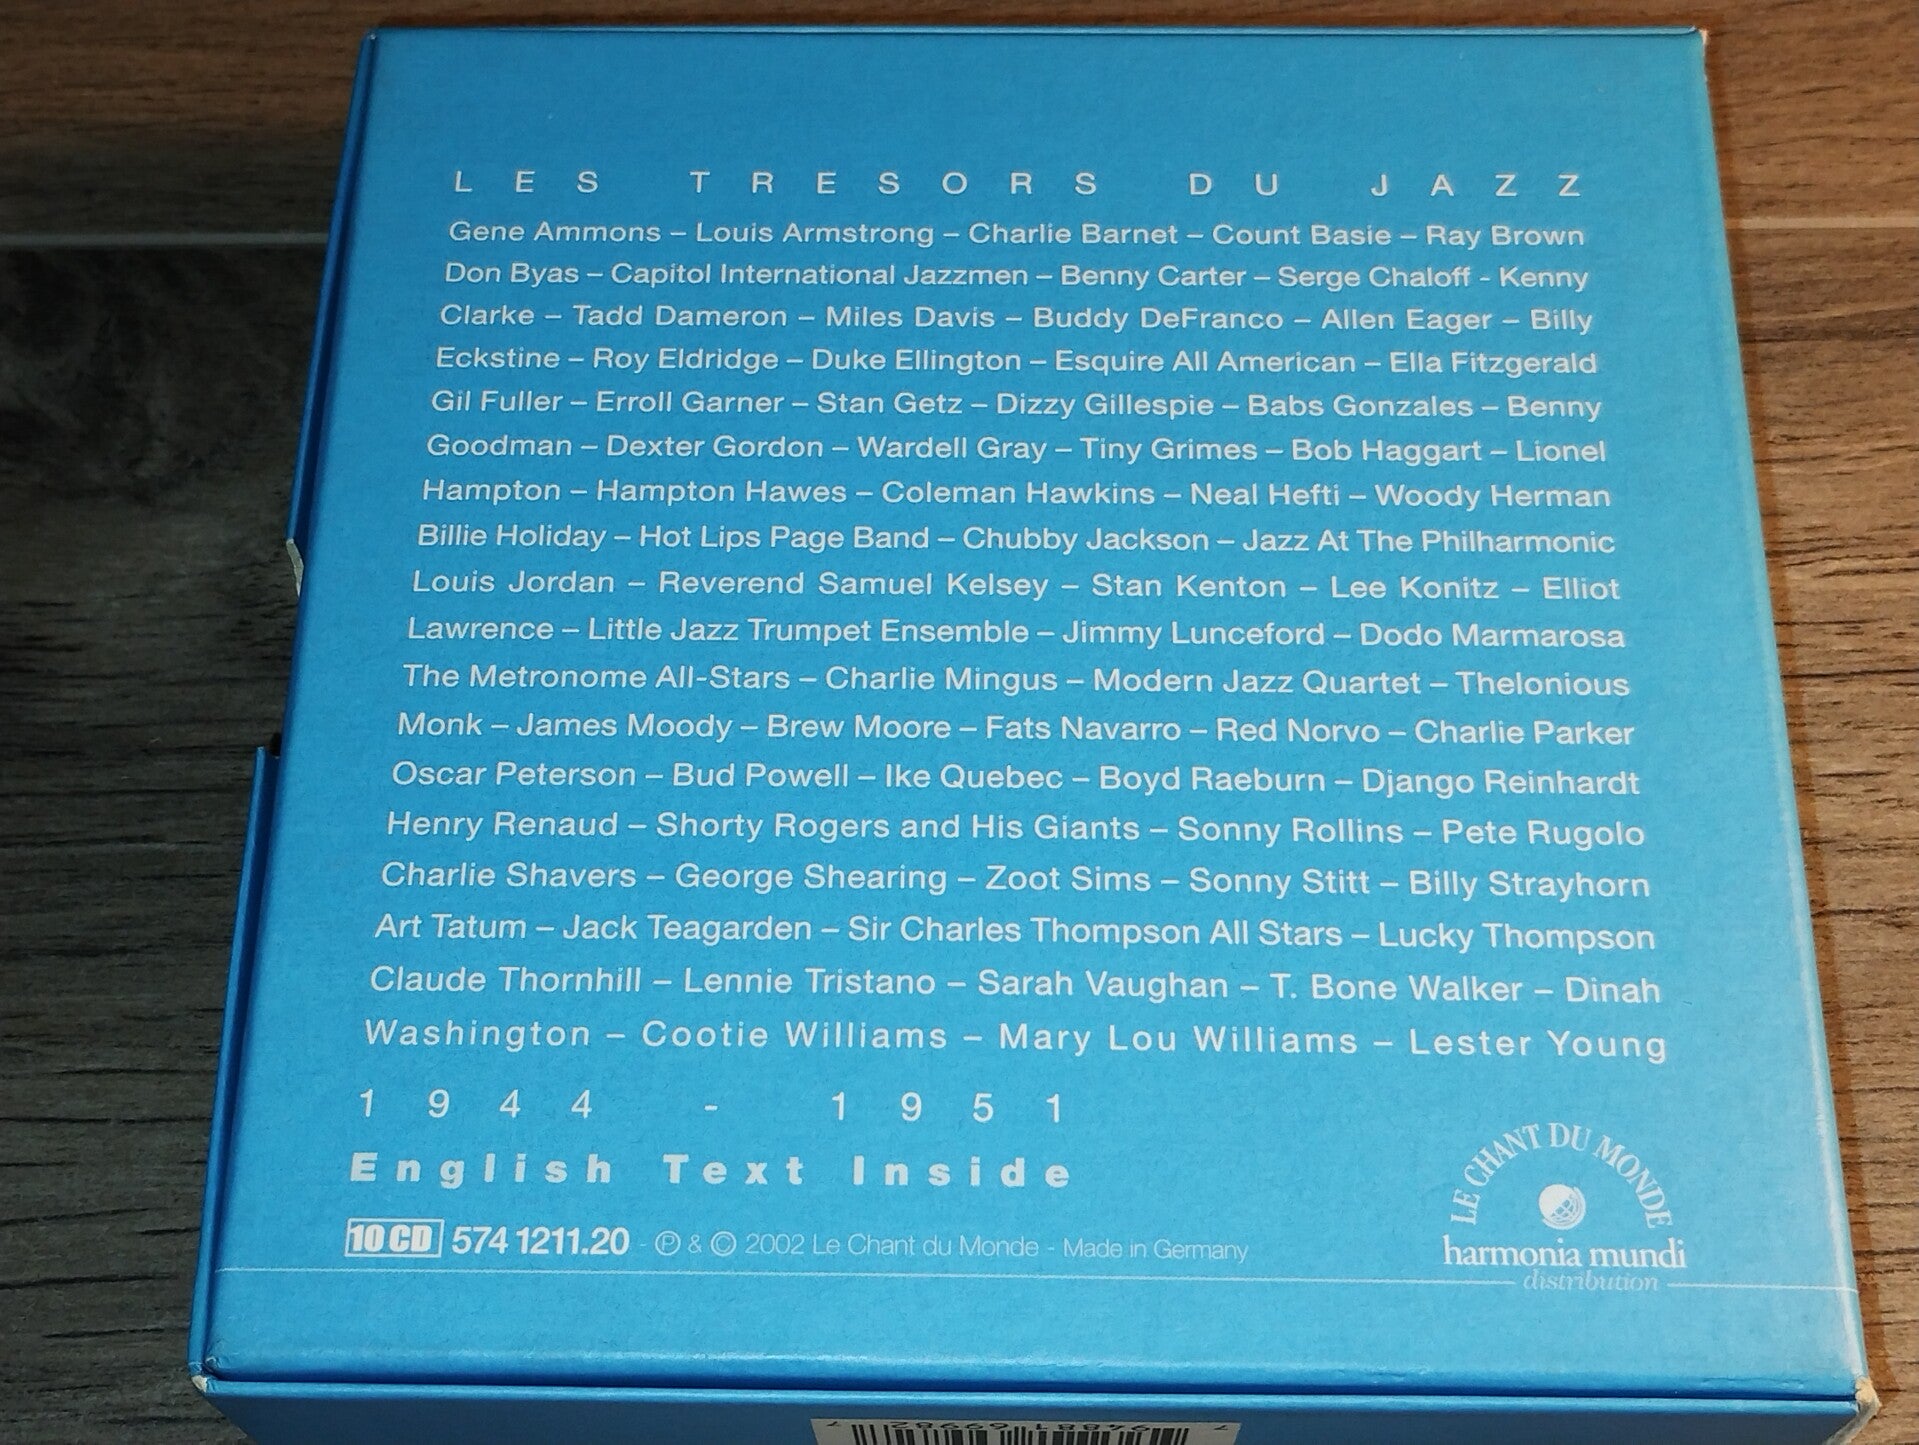 LES TRESORS DU JAZZ
Gene Ammons – Louis Armstrong – Charlie Barnet – Count Basie – Ray Brown
Don Byas – Capitol International Jazzmen – Benny Carter – Serge Chaloff - Kenny
Clarke – Tadd Dameron – Miles Davis – Buddy DeFranco – Allen Eager – Billy
Eckstine – Roy Eldridge – Duke Ellington – Esquire All American – Ella Fitzgerald
Gil Fuller – Erroll Garner – Stan Getz – Dizzy Gillespie – Babs Gonzales – Benny
Goodman – Dexter Gordon – Wardell Gray – Tiny Grimes – Bob Haggart – Lionel
Hampton – Hampton Hawes – Coleman Hawkins – Neal Hefti – Woody Herman
Billie Holiday – Hot Lips Page Band – Chubby Jackson – Jazz At The Philharmonic
Louis Jordan – Reverend Samuel Kelsey – Stan Kenton – Lee Konitz – Elliot
Lawrence – Little Jazz Trumpet Ensemble – Jimmy Lunceford – Dodo Marmarosa
The Metronome All-Stars – Charlie Mingus – Modern Jazz Quartet – Thelonious
Monk – James Moody – Brew Moore – Fats Navarro – Red Norvo – Charlie Parker
Oscar Peterson – Bud Powell – Ike Quebec – Boyd Raeburn – Django Reinhardt
Henry Renaud – Shorty Rogers and His Giants – Sonny Rollins – Pete Rugolo
Charlie Shavers – George Shearing – Zoot Sims – Sonny Stitt – Billy Strayhorn
Art Tatum – Jack Teagarden – Sir Charles Thompson All Stars – Lucky Thompson
Claude Thornhill – Lennie Tristano – Sarah Vaughan – T. Bone Walker – Dinah
Washington – Cootie Williams – Mary Lou Williams – Lester Young
1944 - 1951
English Text Inside
10 CD 574 1211.20 - ℗ & © 2002 Le Chant du Monde - Made in Germany
LE CHANT DU MONDE
harmonia mundi
distribution
7 94881 69982 7